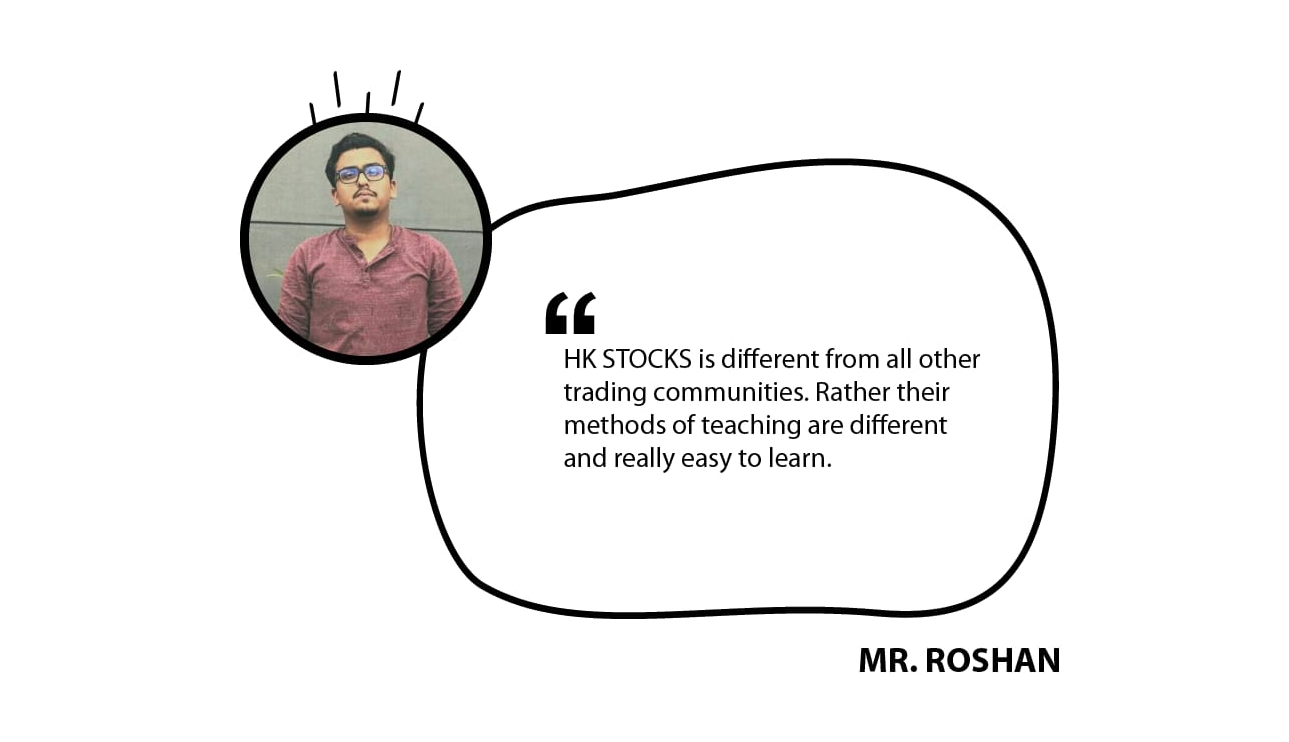 “
HK STOCKS is different from all other
trading communities. Rather their
methods of teaching are different
and really easy to learn.
MR. ROSHAN